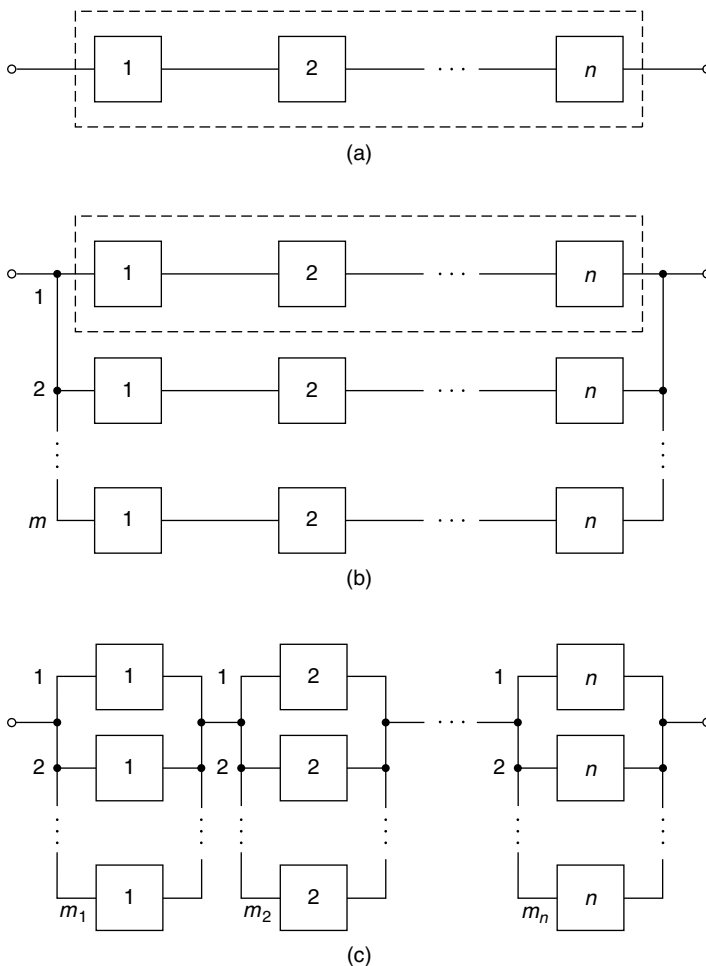 1 2 · · · n
(a)
1 2 · · · n
1
2 1 2 · · · n
m 1 2 · · · n
(b)
1 1 1 2 1 n
· · ·
2 1 2 2 2 n
m1 1 m2 2 mn n
(c)